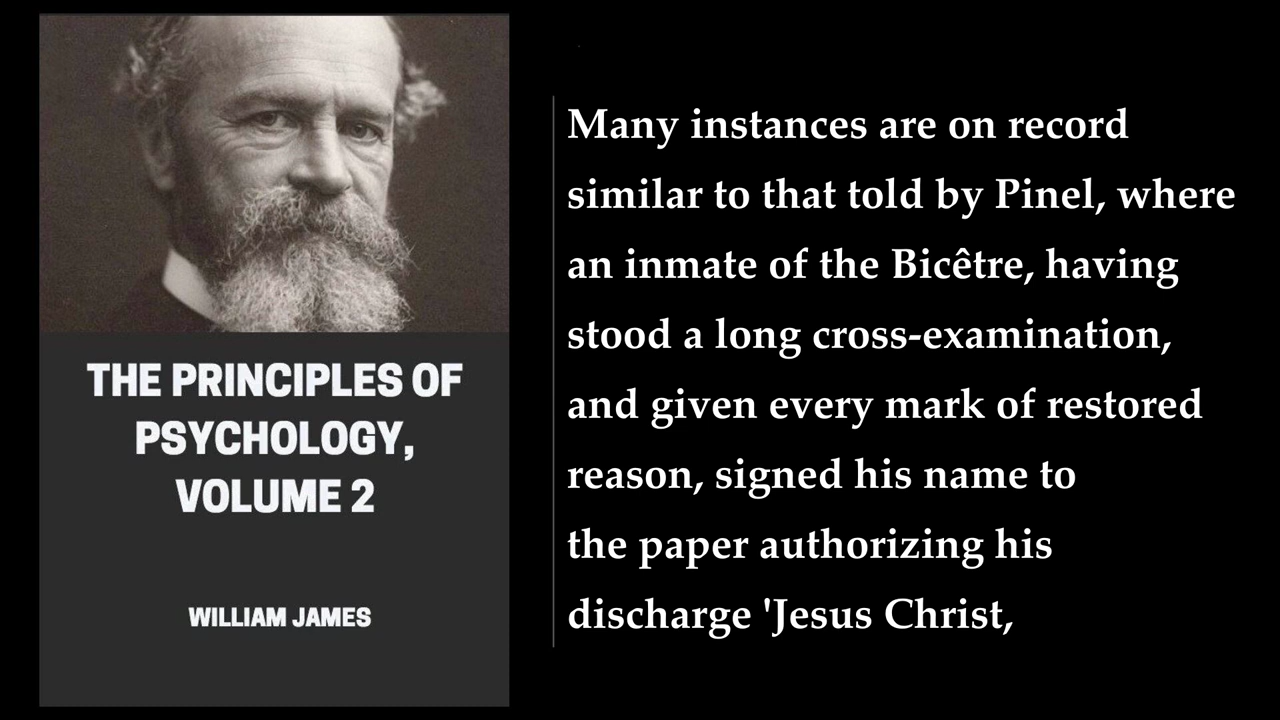 THE PRINCIPLES OF
PSYCHOLOGY,
VOLUME 2
WILLIAM JAMES
Many instances are on record
similar to that told by Pinel, where
an inmate of the Bicêtre, having
stood a long cross-examination,
and given every mark of restored
reason, signed his name to
the paper authorizing his
discharge 'Jesus Christ,